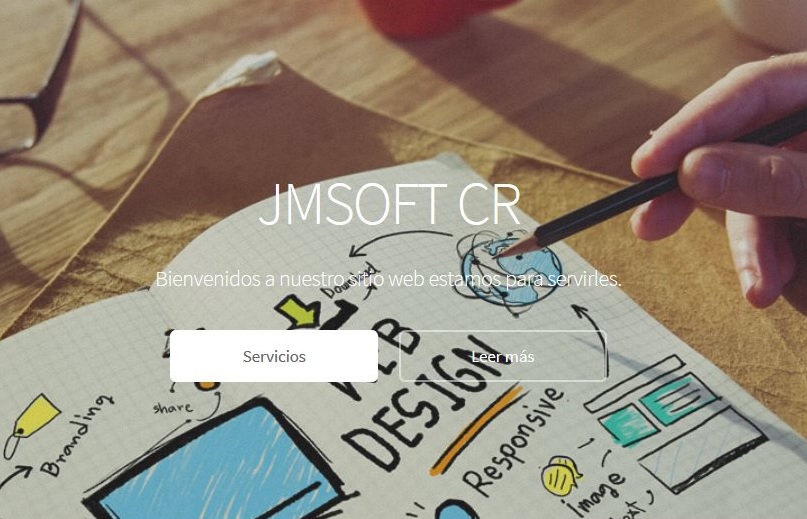 JMSOFT CR
Bienvenidos a nuestro sitio web estamos para servirles.
Download
Servicios
Leer más
WEB
DESIGN
share
Branding
Responsive
Image